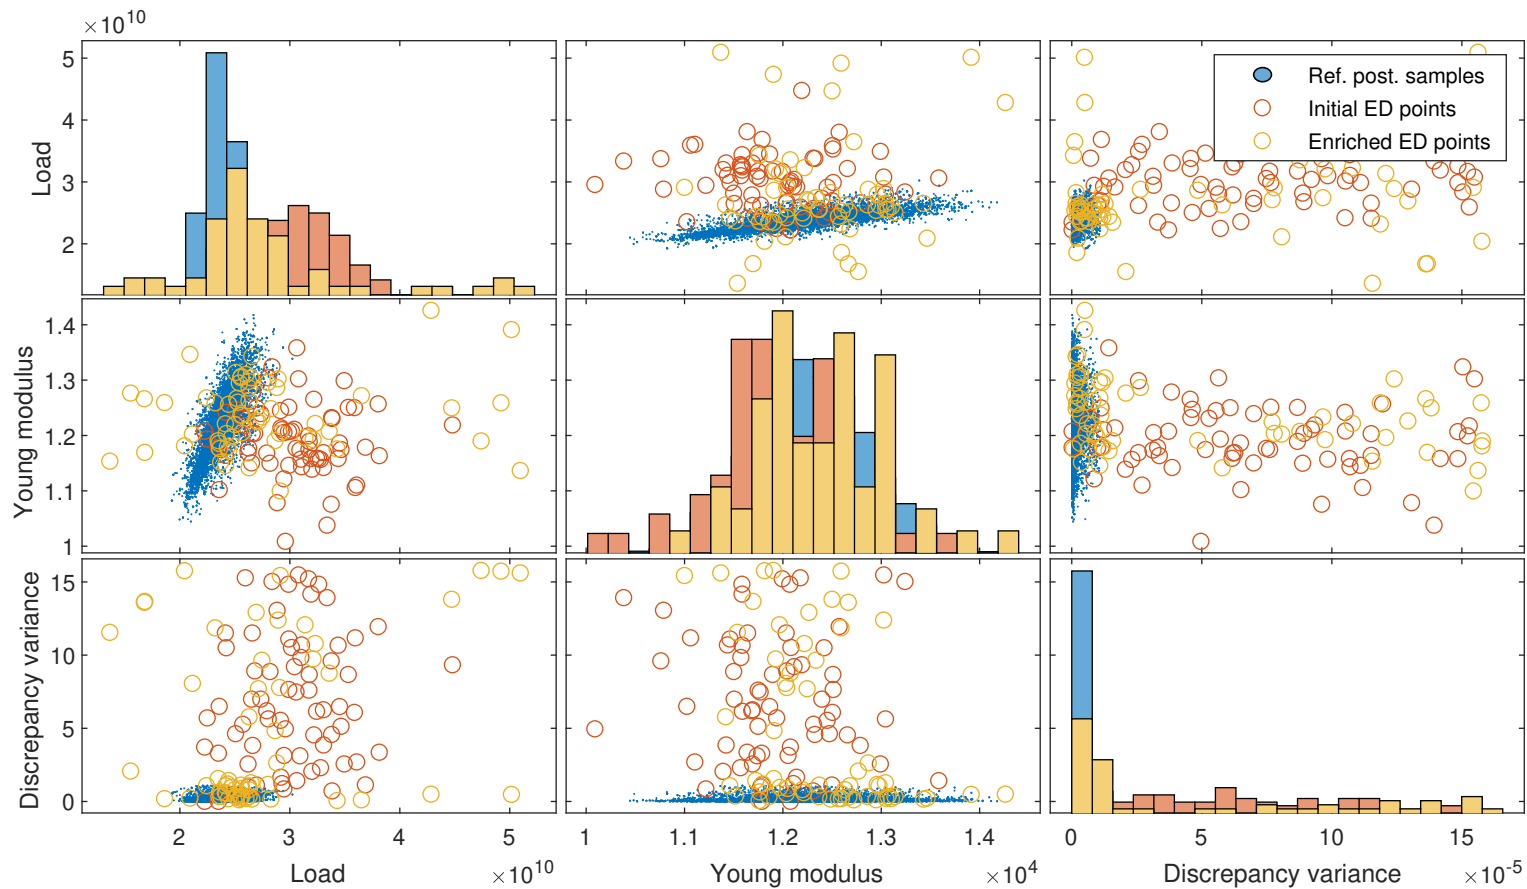 ×10^10
5
4
3
2
Load
Ref. post. samples
Initial ED points
Enriched ED points
1.4
1.3
1.2
1.1
1
Young modulus
15
10
5
0
Discrepancy variance
2 3 4 5
1 1.1 1.2 1.3 1.4
0 5 10 15
Load ×10^10
Young modulus ×10^4
Discrepancy variance ×10^-5